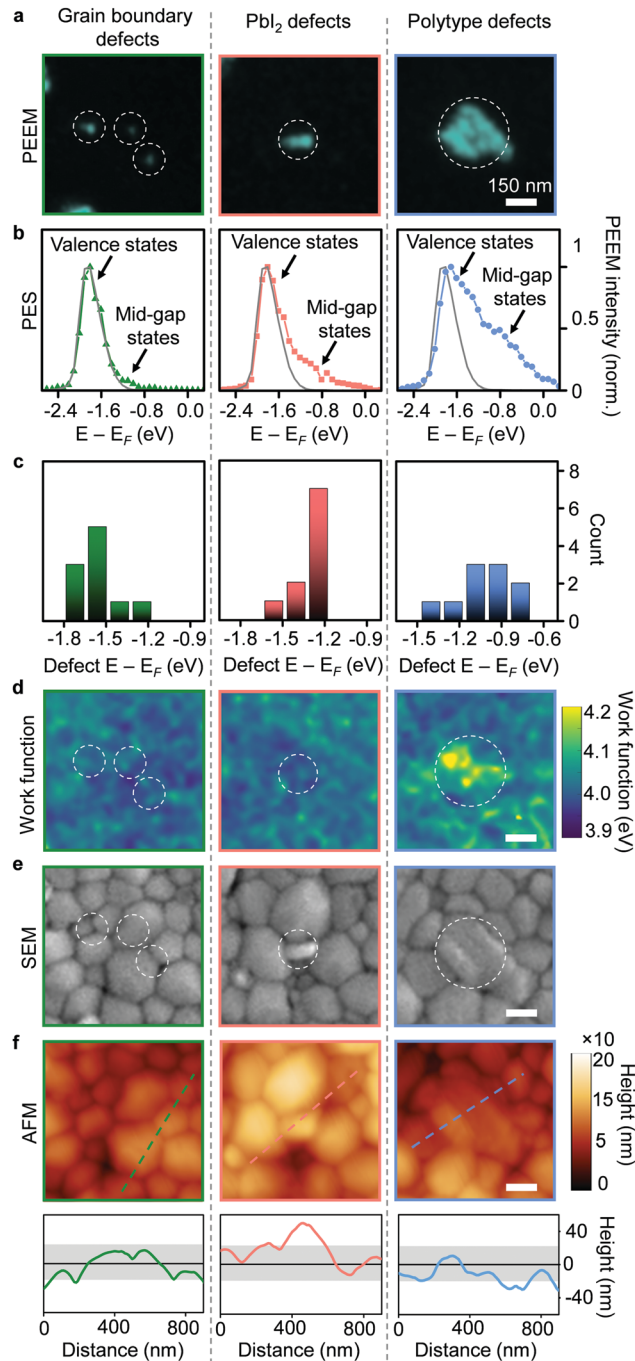 a
Grain boundary
defects
PbI₂ defects
Polytype defects
PEEM
150 nm
b
PES
Valence states
Mid-gap
states
Valence states
Mid-gap
states
Valence states
Mid-gap
states
1
0.5
0
PEEM intensity (norm.)
-2.4 -1.6 -0.8 0.0
-2.4 -1.6 -0.8 0.0
-2.4 -1.6 -0.8 0.0
E – E_F (eV)
E – E_F (eV)
E – E_F (eV)
c
8
6
4
2
0
Count
-1.8 -1.5 -1.2 -0.9
-1.8 -1.5 -1.2 -0.9
-1.5 -1.2 -0.9 -0.6
Defect E – E_F (eV)
Defect E – E_F (eV)
Defect E – E_F (eV)
d
Work function
4.2
4.1
4.0
3.9
Work function (eV)
e
SEM
f
AFM
×10
20
10
5
0
Height (nm)
40
0
-40
Height (nm)
0 400 800
0 400 800
0 400 800
Distance (nm)
Distance (nm)
Distance (nm)